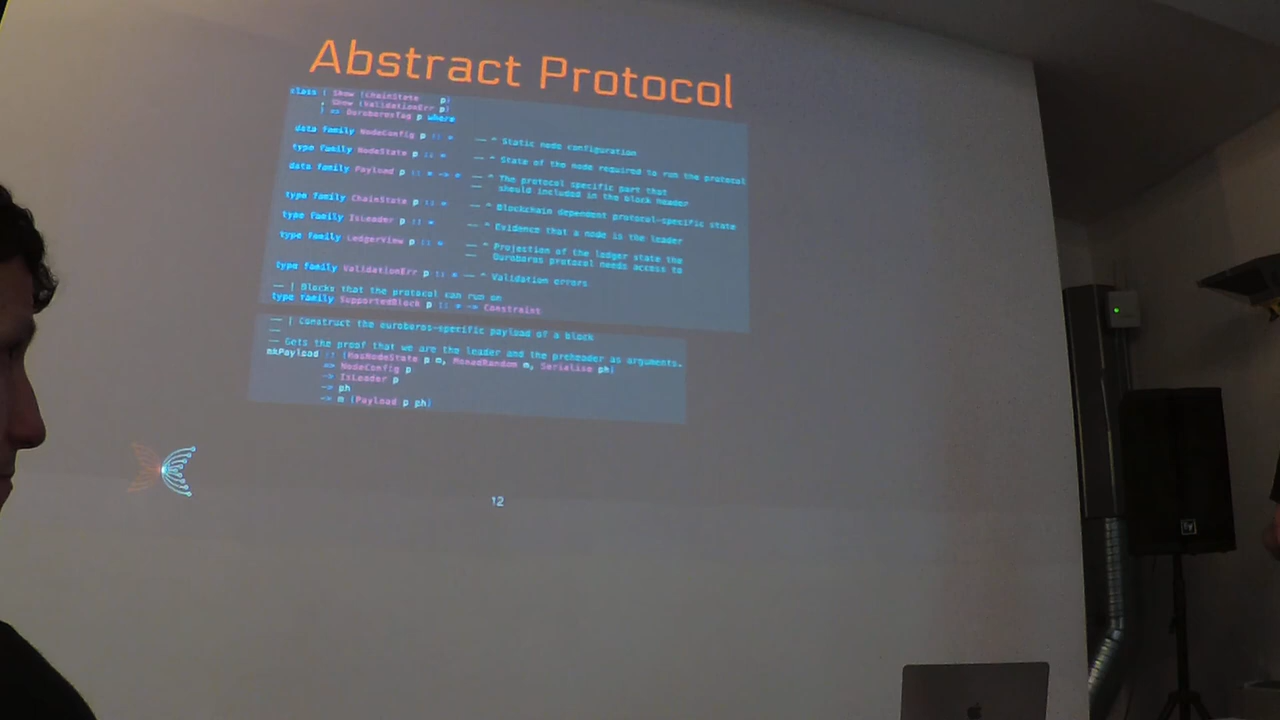 Abstract Protocol
class ( Show (ChainState p)
, Show (ValidationErr p)
) => OuroborosTag p where
data family NodeConfig p :: * -- ^ Static node configuration
type family NodeState p :: * -- ^ State of the node required to run the protocol
data family Payload p :: * -> * -- ^ The protocol specific part that
-- should included in the block header
type family ChainState p :: * -- ^ Blockchain dependent protocol-specific state
type family IsLeader p :: * -- ^ Evidence that a node is the leader
type family LedgerView p :: * -- ^ Projection of the ledger state the
-- Ouroboros protocol needs access to
type family ValidationErr p :: * -- ^ Validation errors
-- | Blocks that the protocol can run on
type family SupportedBlock p :: * -> Constraint
-- | Construct the ouroboros-specific payload of a block
--
-- Gets the proof that we are the leader and the preheader as arguments.
mkPayload :: (HasNodeState p m, MonadRandom m, Serialise ph)
=> NodeConfig p
-> IsLeader p
-> ph
-> m (Payload p ph)
12